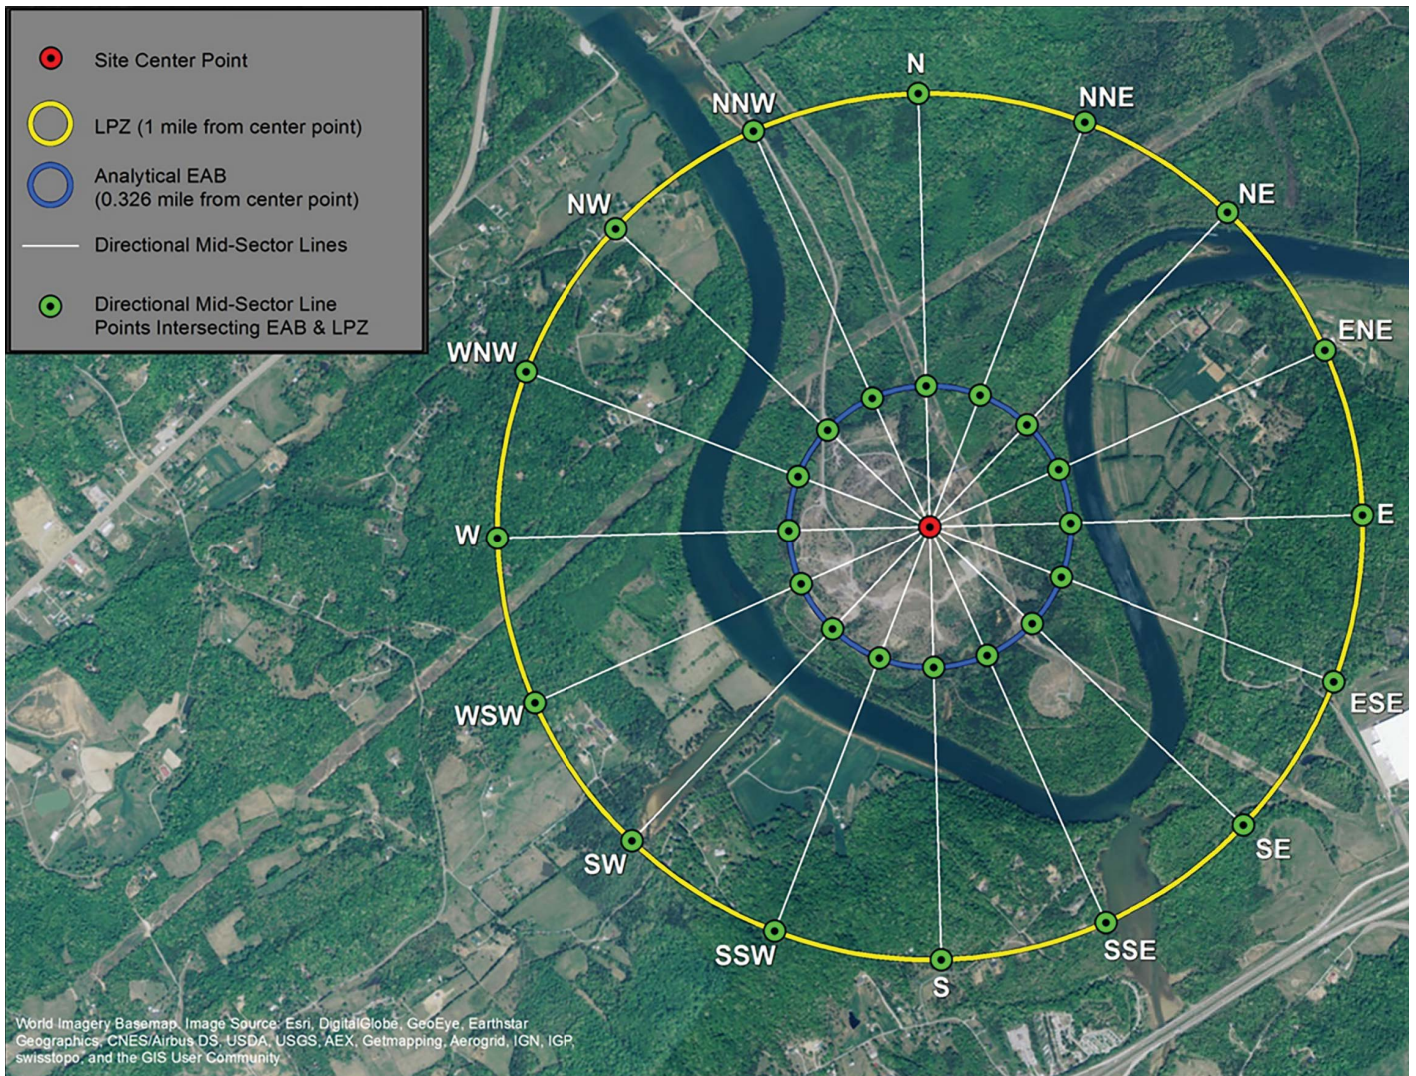 Site Center Point
LPZ (1 mile from center point)
Analytical EAB
(0.326 mile from center point)
Directional Mid-Sector Lines
Directional Mid-Sector Line
Points Intersecting EAB & LPZ
N
NNW
NNE
NW
NE
ENE
WNW
E
W
ESE
WSW
SE
SW
SSE
SSW
S
World Imagery Basemap. Image Source: Esri, DigitalGlobe, GeoEye, Earthstar
Geographics, CNES/Airbus DS, USDA, USGS, AEX, Getmapping, Aerogrid, IGN, IGP,
swisstopo, and the GIS User Community